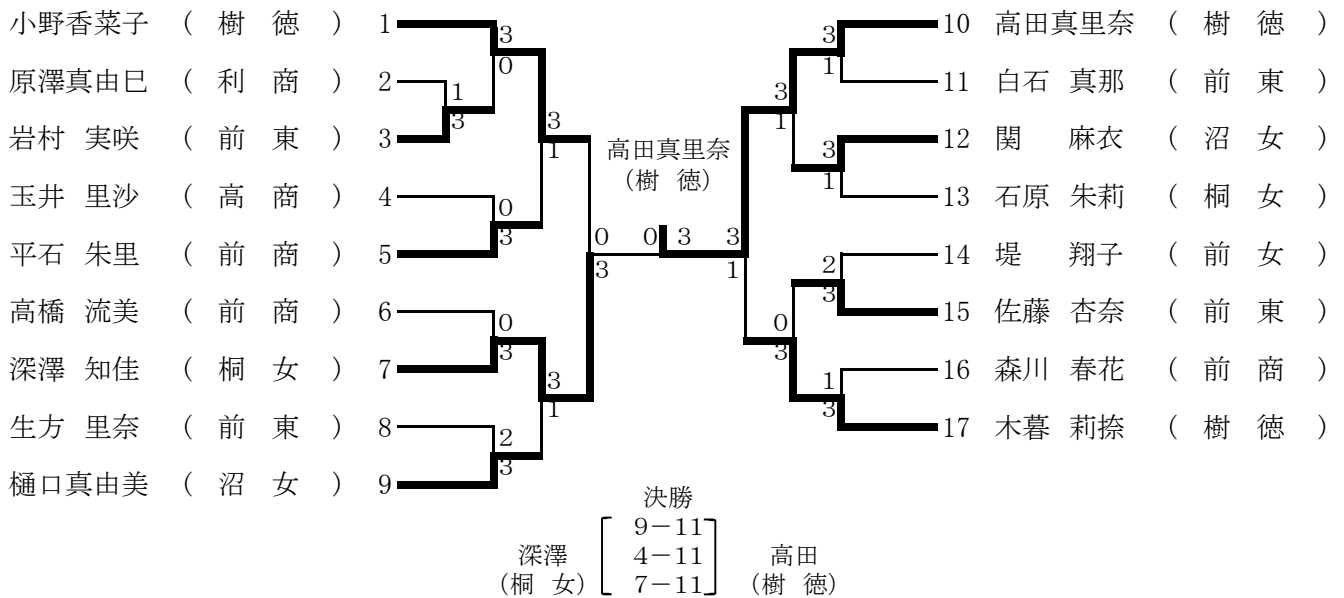 小野香菜子 ( 樹 徳 ) 1 3 3 10 高田真里奈 ( 樹 徳 )
原澤真由巳 ( 利 商 ) 2 0 1 11 白石 真那 ( 前 東 )
1 3
岩村 実咲 ( 前 東 ) 3 3 3 1 3 12 関 麻衣 ( 沼 女 )
1 高田真里奈
(樹 徳)
玉井 里沙 ( 高 商 ) 4 0 1 13 石原 朱莉 ( 桐 女 )
平石 朱里 ( 前 商 ) 5 3 0 0 3 3 14 堤 翔子 ( 前 女 )
3 1 2
高橋 流美 ( 前 商 ) 6 0 0 3 15 佐藤 杏奈 ( 前 東 )
深澤 知佳 ( 桐 女 ) 7 3 3 3 1 16 森川 春花 ( 前 商 )
生方 里奈 ( 前 東 ) 8 1 3 17 木暮 莉捺 ( 樹 徳 )
2
樋口真由美 ( 沼 女 ) 9 3
決勝
9-11
深澤 4-11 高田
(桐 女) 7-11 (樹 徳)